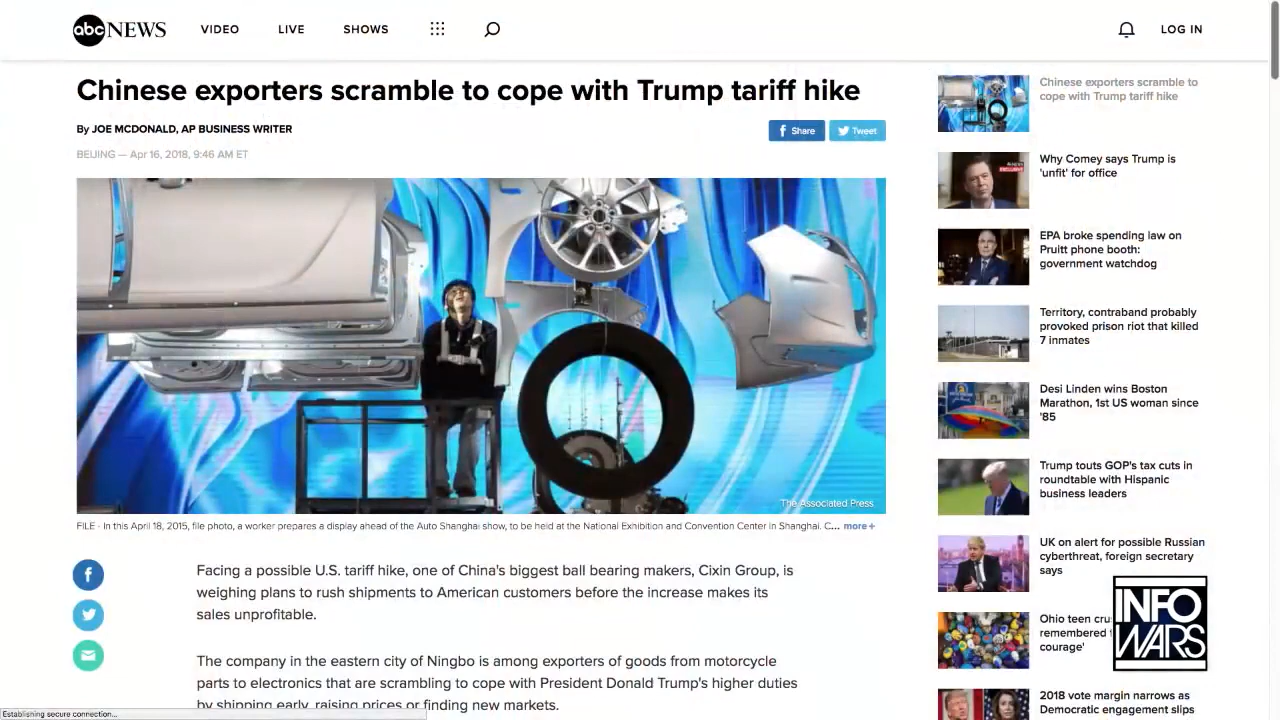 abc NEWS VIDEO LIVE SHOWS LOG IN
Chinese exporters scramble to cope with Trump tariff hike
By JOE MCDONALD, AP BUSINESS WRITER
Share Tweet
BEIJING — Apr 16, 2018, 9:46 AM ET
The Associated Press
FILE - In this April 18, 2015, file photo, a worker prepares a display ahead of the Auto Shanghai show, to be held at the National Exhibition and Convention Center in Shanghai. C... more +
Facing a possible U.S. tariff hike, one of China's biggest ball bearing makers, Cixin Group, is
weighing plans to rush shipments to American customers before the increase makes its
sales unprofitable.
The company in the eastern city of Ningbo is among exporters of goods from motorcycle
parts to electronics that are scrambling to cope with President Donald Trump's higher duties
by shipping early, raising prices or finding new markets.
Chinese exporters scramble to
cope with Trump tariff hike
Why Comey says Trump is
'unfit' for office
EPA broke spending law on
Pruitt phone booth:
government watchdog
Territory, contraband probably
provoked prison riot that killed
7 inmates
Desi Linden wins Boston
Marathon, 1st US woman since
'85
Trump touts GOP's tax cuts in
roundtable with Hispanic
business leaders
UK on alert for possible Russian
cyberthreat, foreign secretary
says
Ohio teen
remembered
courage'
2018 vote margin narrows as
Democratic engagement slips
INFO
WARS
Establishing secure connection...